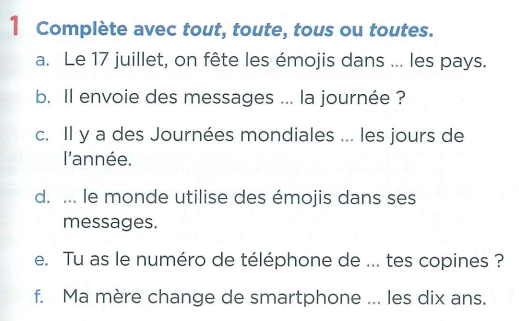 1 Complète avec tout, toute, tous ou toutes.
a. Le 17 juillet, on fête les émojis dans ... les pays.
b. Il envoie des messages ... la journée ?
c. Il y a des Journées mondiales ... les jours de
l'année.
d. ... le monde utilise des émojis dans ses
messages.
e. Tu as le numéro de téléphone de ... tes copines ?
f. Ma mère change de smartphone ... les dix ans.